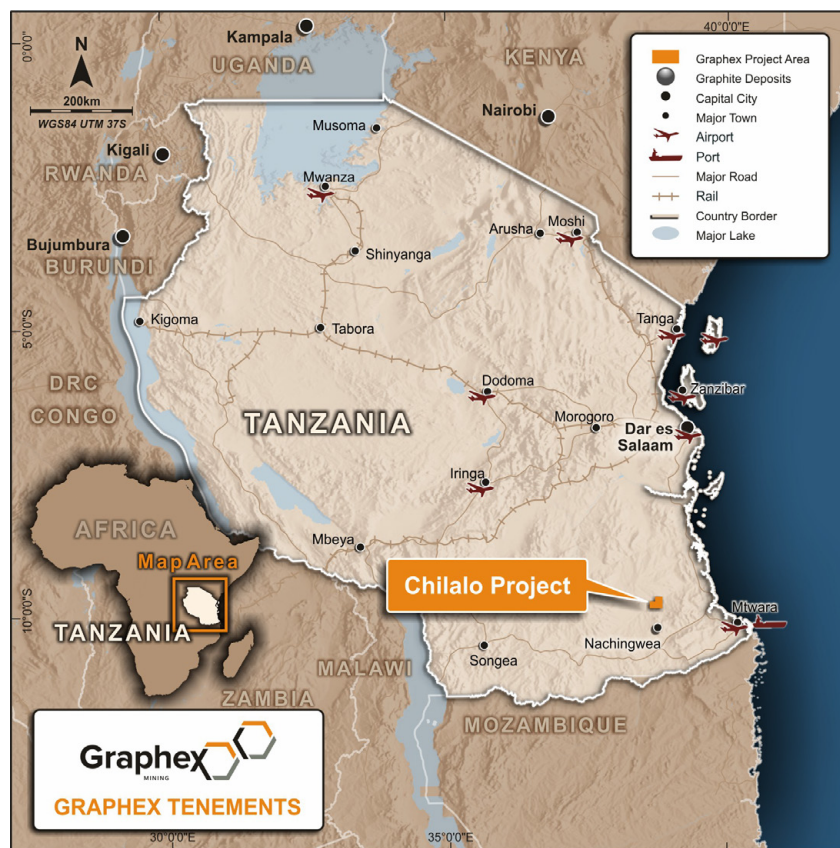 40°0'0"E
Kampala
0°0'0"
UGANDA
KENYA
N
200km
WGS84 UTM 37S
Graphex Project Area
Graphite Deposits
Capital City
Major Town
Airport
Port
Major Road
Rail
Country Border
Major Lake
Nairobi
Musoma
Kigali
RWANDA
Mwanza
Bujumbura
BURUNDI
Arusha
Moshi
Shinyanga
5°0'0"S
Kigoma
Tabora
Tanga
DRC
CONGO
Dodoma
Zanzibar
TANZANIA
Morogoro
Dar es
Salaam
Iringa
Mbeya
AFRICA
Map Area
TANZANIA
Chilalo Project
10°0'0"S
Mtwara
Nachingwea
Songea
MALAWI
ZAMBIA
MOZAMBIQUE
Graphex
MINING
GRAPHEX TENEMENTS
30°0'0"E
35°0'0"E